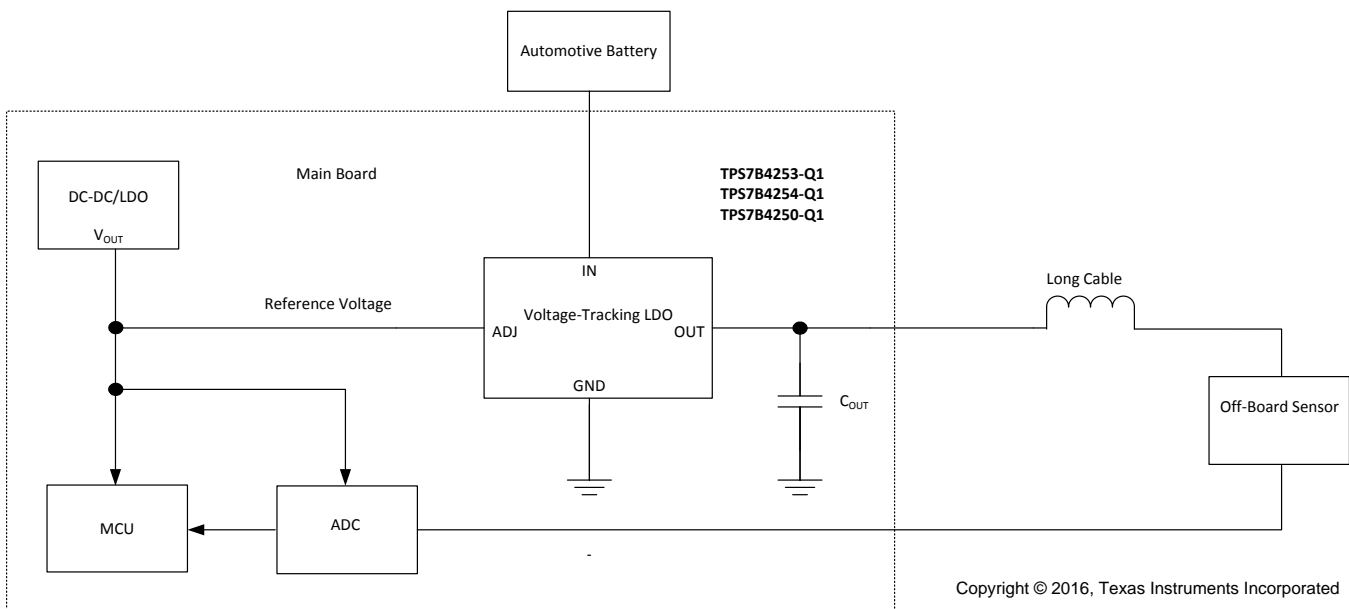 Automotive Battery
Main Board
TPS7B4253-Q1
TPS7B4254-Q1
TPS7B4250-Q1
DC-DC/LDO
VOUT
IN
Long Cable
Reference Voltage
Voltage-Tracking LDO
ADJ
OUT
GND
COUT
Off-Board Sensor
MCU
ADC
-
Copyright © 2016, Texas Instruments Incorporated